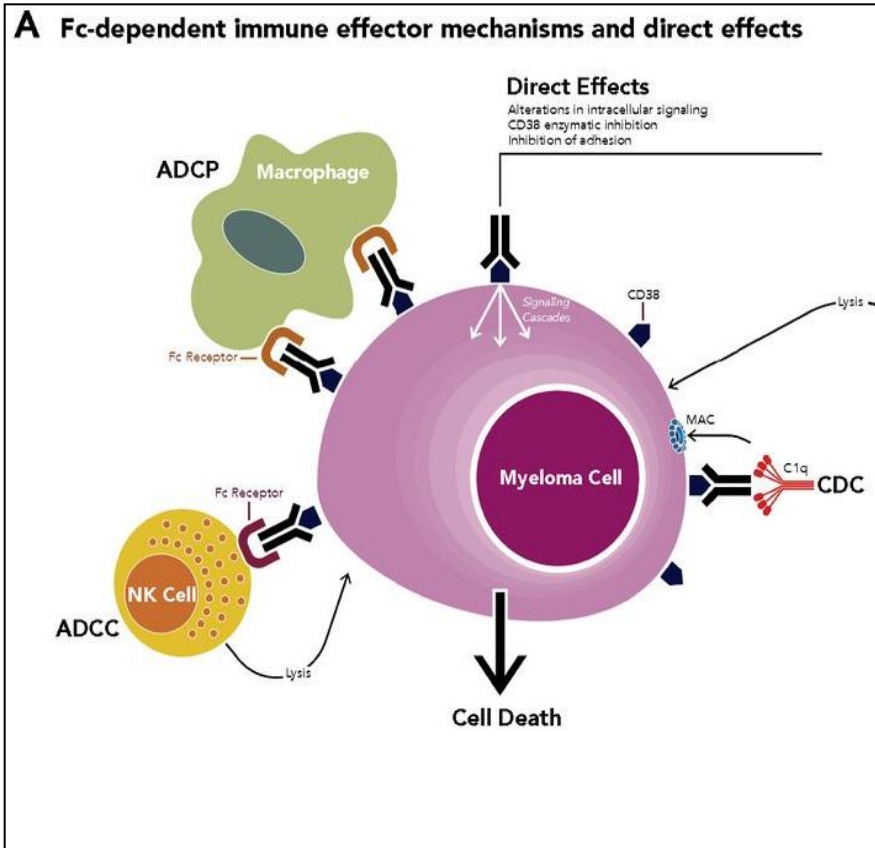 A Fc-dependent immune effector mechanisms and direct effects
Direct Effects
Alterations in intracellular signaling
CD38 enzymatic inhibition
Inhibition of adhesion
ADCP
Macrophage
Signaling
Cascades
CD38
Lysis
Fc Receptor
MAC
C1q
CDC
Myeloma Cell
Fc Receptor
NK Cell
ADCC
Lysis
Cell Death